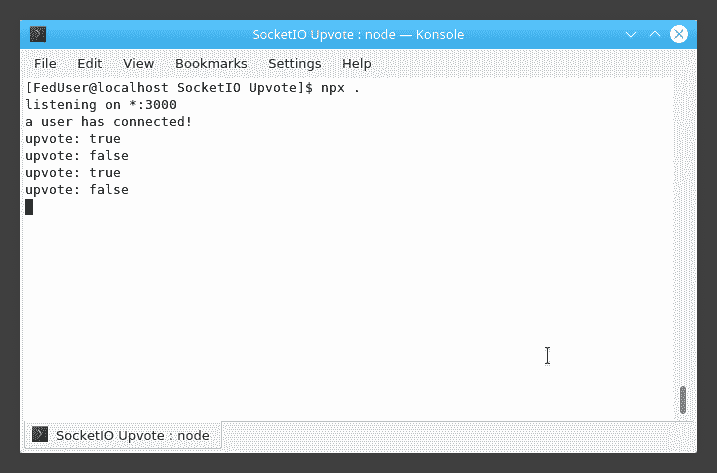 SocketIO Upvote : node — Konsole
File Edit View Bookmarks Settings Help
[FedUser@localhost SocketIO Upvote]$ npx .
listening on *:3000
a user has connected!
upvote: true
upvote: false
upvote: true
upvote: false
SocketIO Upvote : node